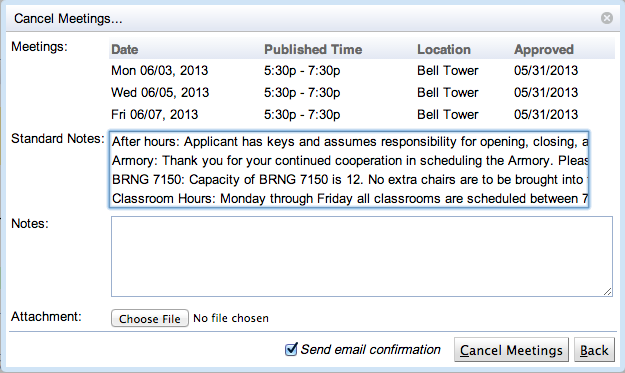 Cancel Meetings...
Meetings:
Date Published Time Location Approved
Mon 06/03, 2013 5:30p - 7:30p Bell Tower 05/31/2013
Wed 06/05, 2013 5:30p - 7:30p Bell Tower 05/31/2013
Fri 06/07, 2013 5:30p - 7:30p Bell Tower 05/31/2013
Standard Notes:
After hours: Applicant has keys and assumes responsibility for opening, closing, a
Armory: Thank you for your continued cooperation in scheduling the Armory. Pleas
BRNG 7150: Capacity of BRNG 7150 is 12. No extra chairs are to be brought into
Classroom Hours: Monday through Friday all classrooms are scheduled between 7
Notes:
Attachment: Choose File No file chosen
Send email confirmation Cancel Meetings Back